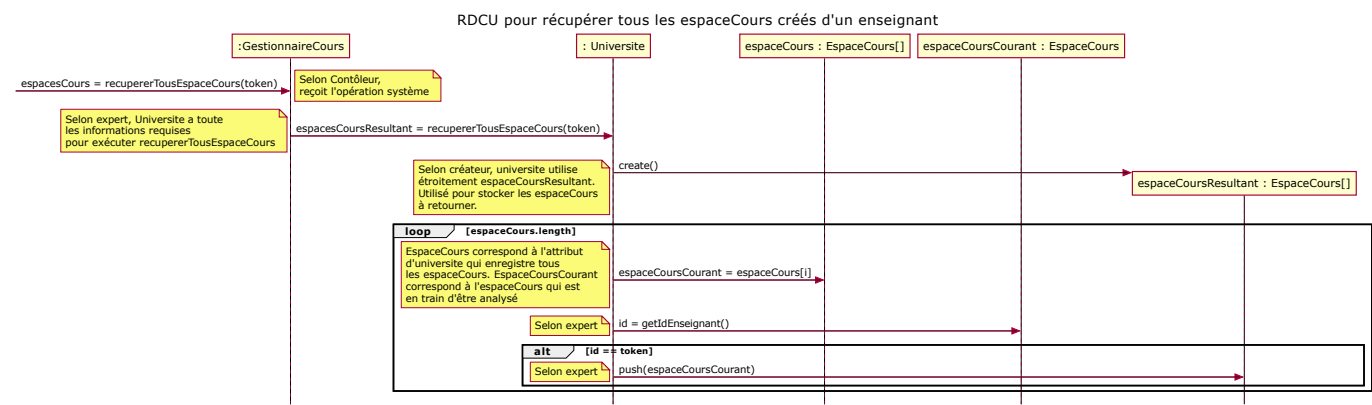 RDCU pour récupérer tous les espaceCours créés d'un enseignant
:GestionnaireCours
: Universite
espaceCours : EspaceCours[]
espaceCoursCourant : EspaceCours
espacesCours = recupererTousEspaceCours(token)
Selon Contôleur,
reçoit l'opération système
Selon expert, Universite a toute
les informations requises
pour exécuter recupererTousEspaceCours
espacesCoursResultant = recupererTousEspaceCours(token)
Selon créateur, universite utilise
étroitement espaceCoursResultant.
Utilisé pour stocker les espaceCours
à retourner.
create()
espaceCoursResultant : EspaceCours[]
loop
[espaceCours.length]
EspaceCours correspond à l'attribut
d'universite qui enregistre tous
les espaceCours. EspaceCoursCourant
correspond à l'espaceCours qui est
en train d'être analysé
espaceCoursCourant = espaceCours[i]
Selon expert
id = getIdEnseignant()
alt
[id == token]
Selon expert
push(espaceCoursCourant)